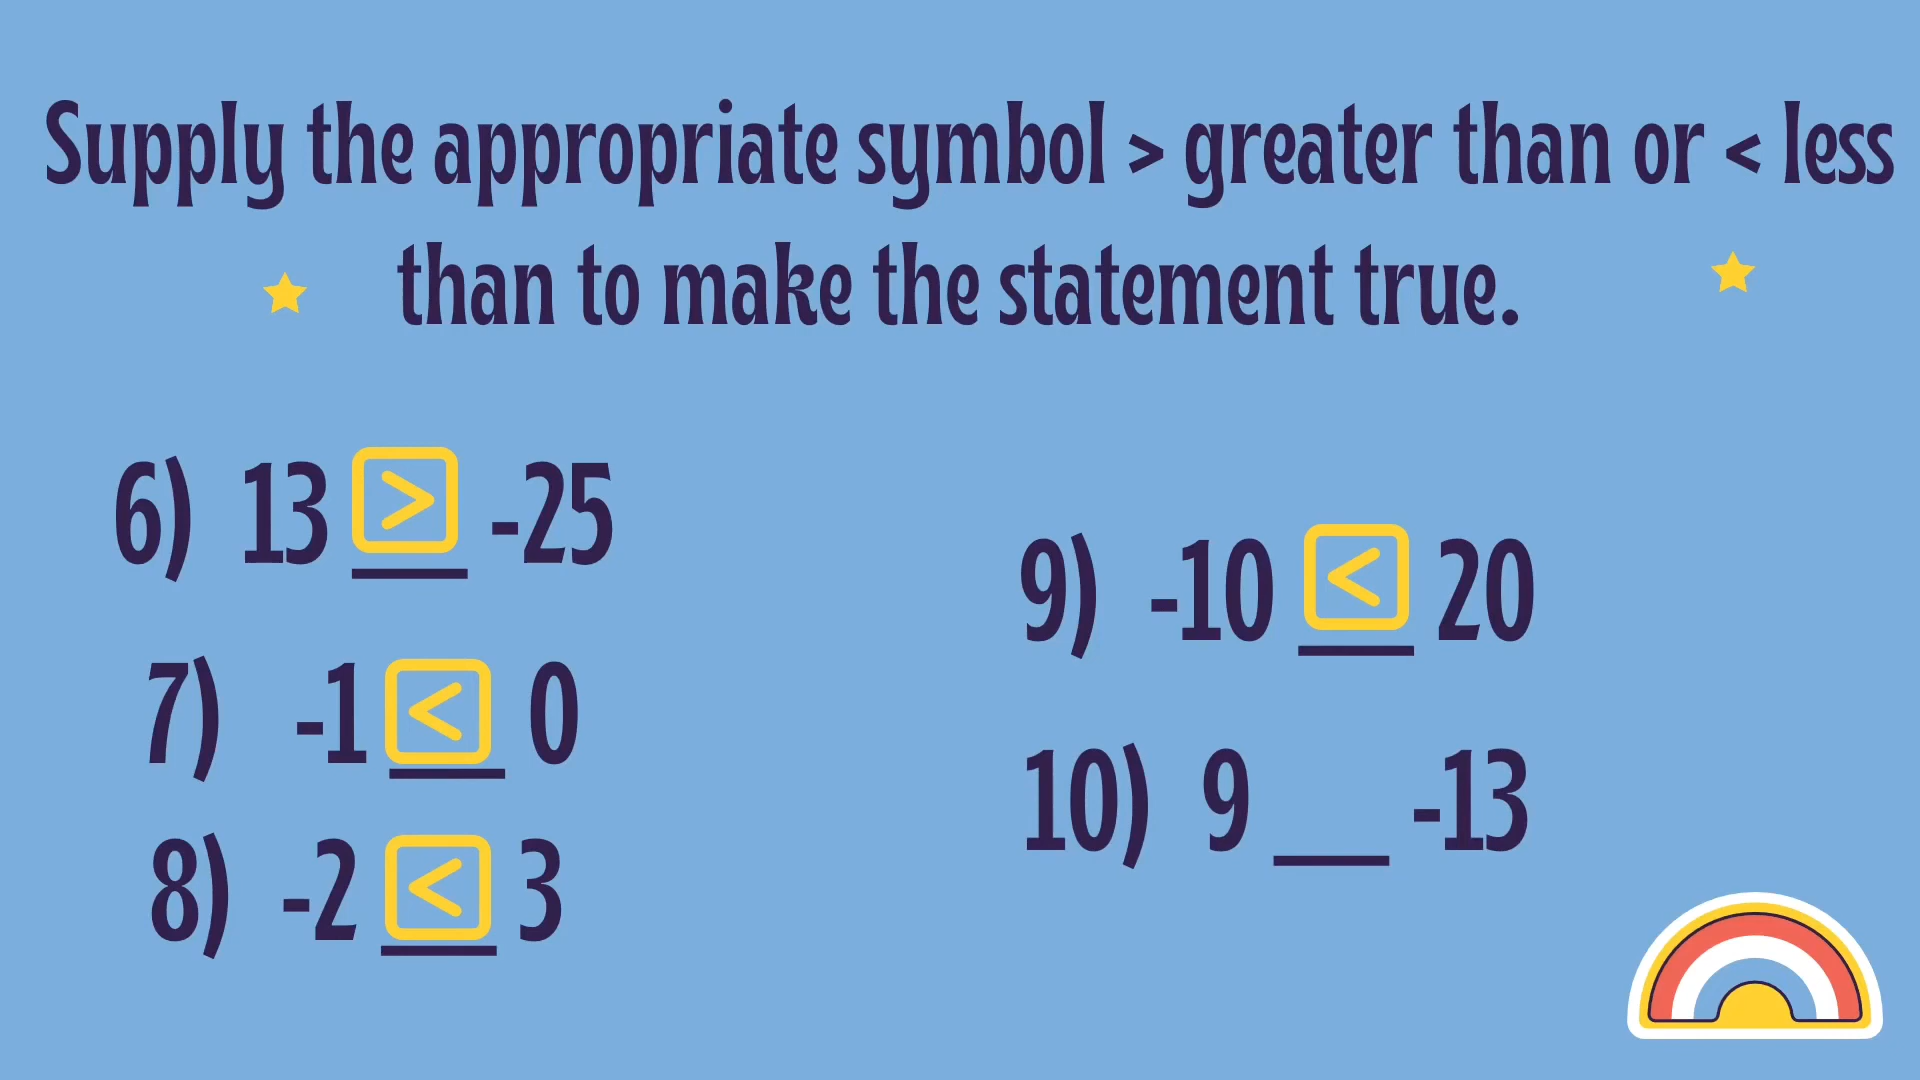 Supply the appropriate symbol > greater than or < less
than to make the statement true.
6) 13 > -25
7) -1 < 0
8) -2 < 3
9) -10 < 20
10) 9 __ -13